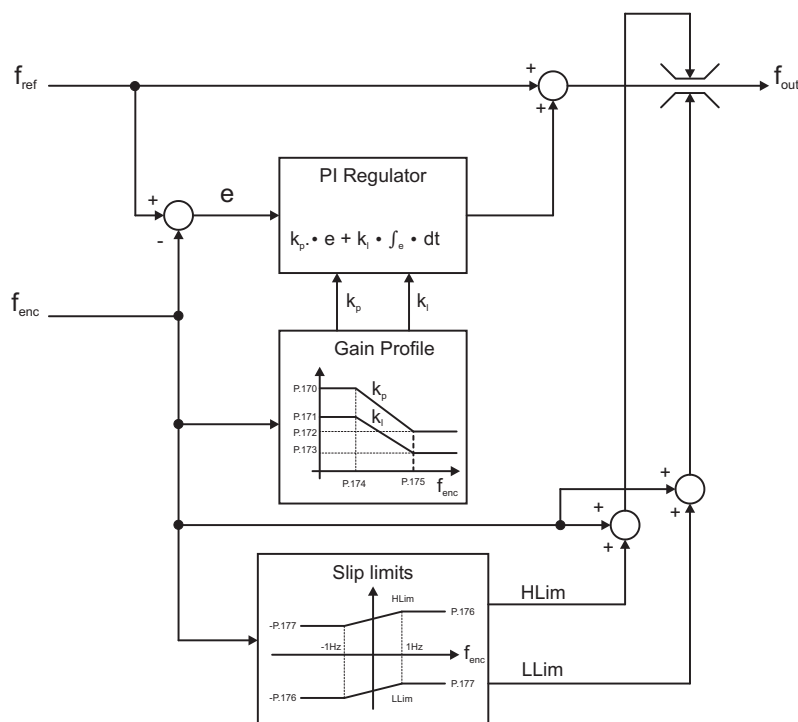 f_ref
+
+
f_out
PI Regulator
+
e
-
k_p.• e + k_I • ∫_e • dt
f_enc
k_p
k_I
Gain Profile
P.170
k_p
P.171
k_I
P.172
P.173
P.174
P.175
f_enc
+
+
+
+
Slip limits
HLim
HLim
-P.177
P.176
-1Hz
1Hz
f_enc
LLim
P.177
-P.176
LLim